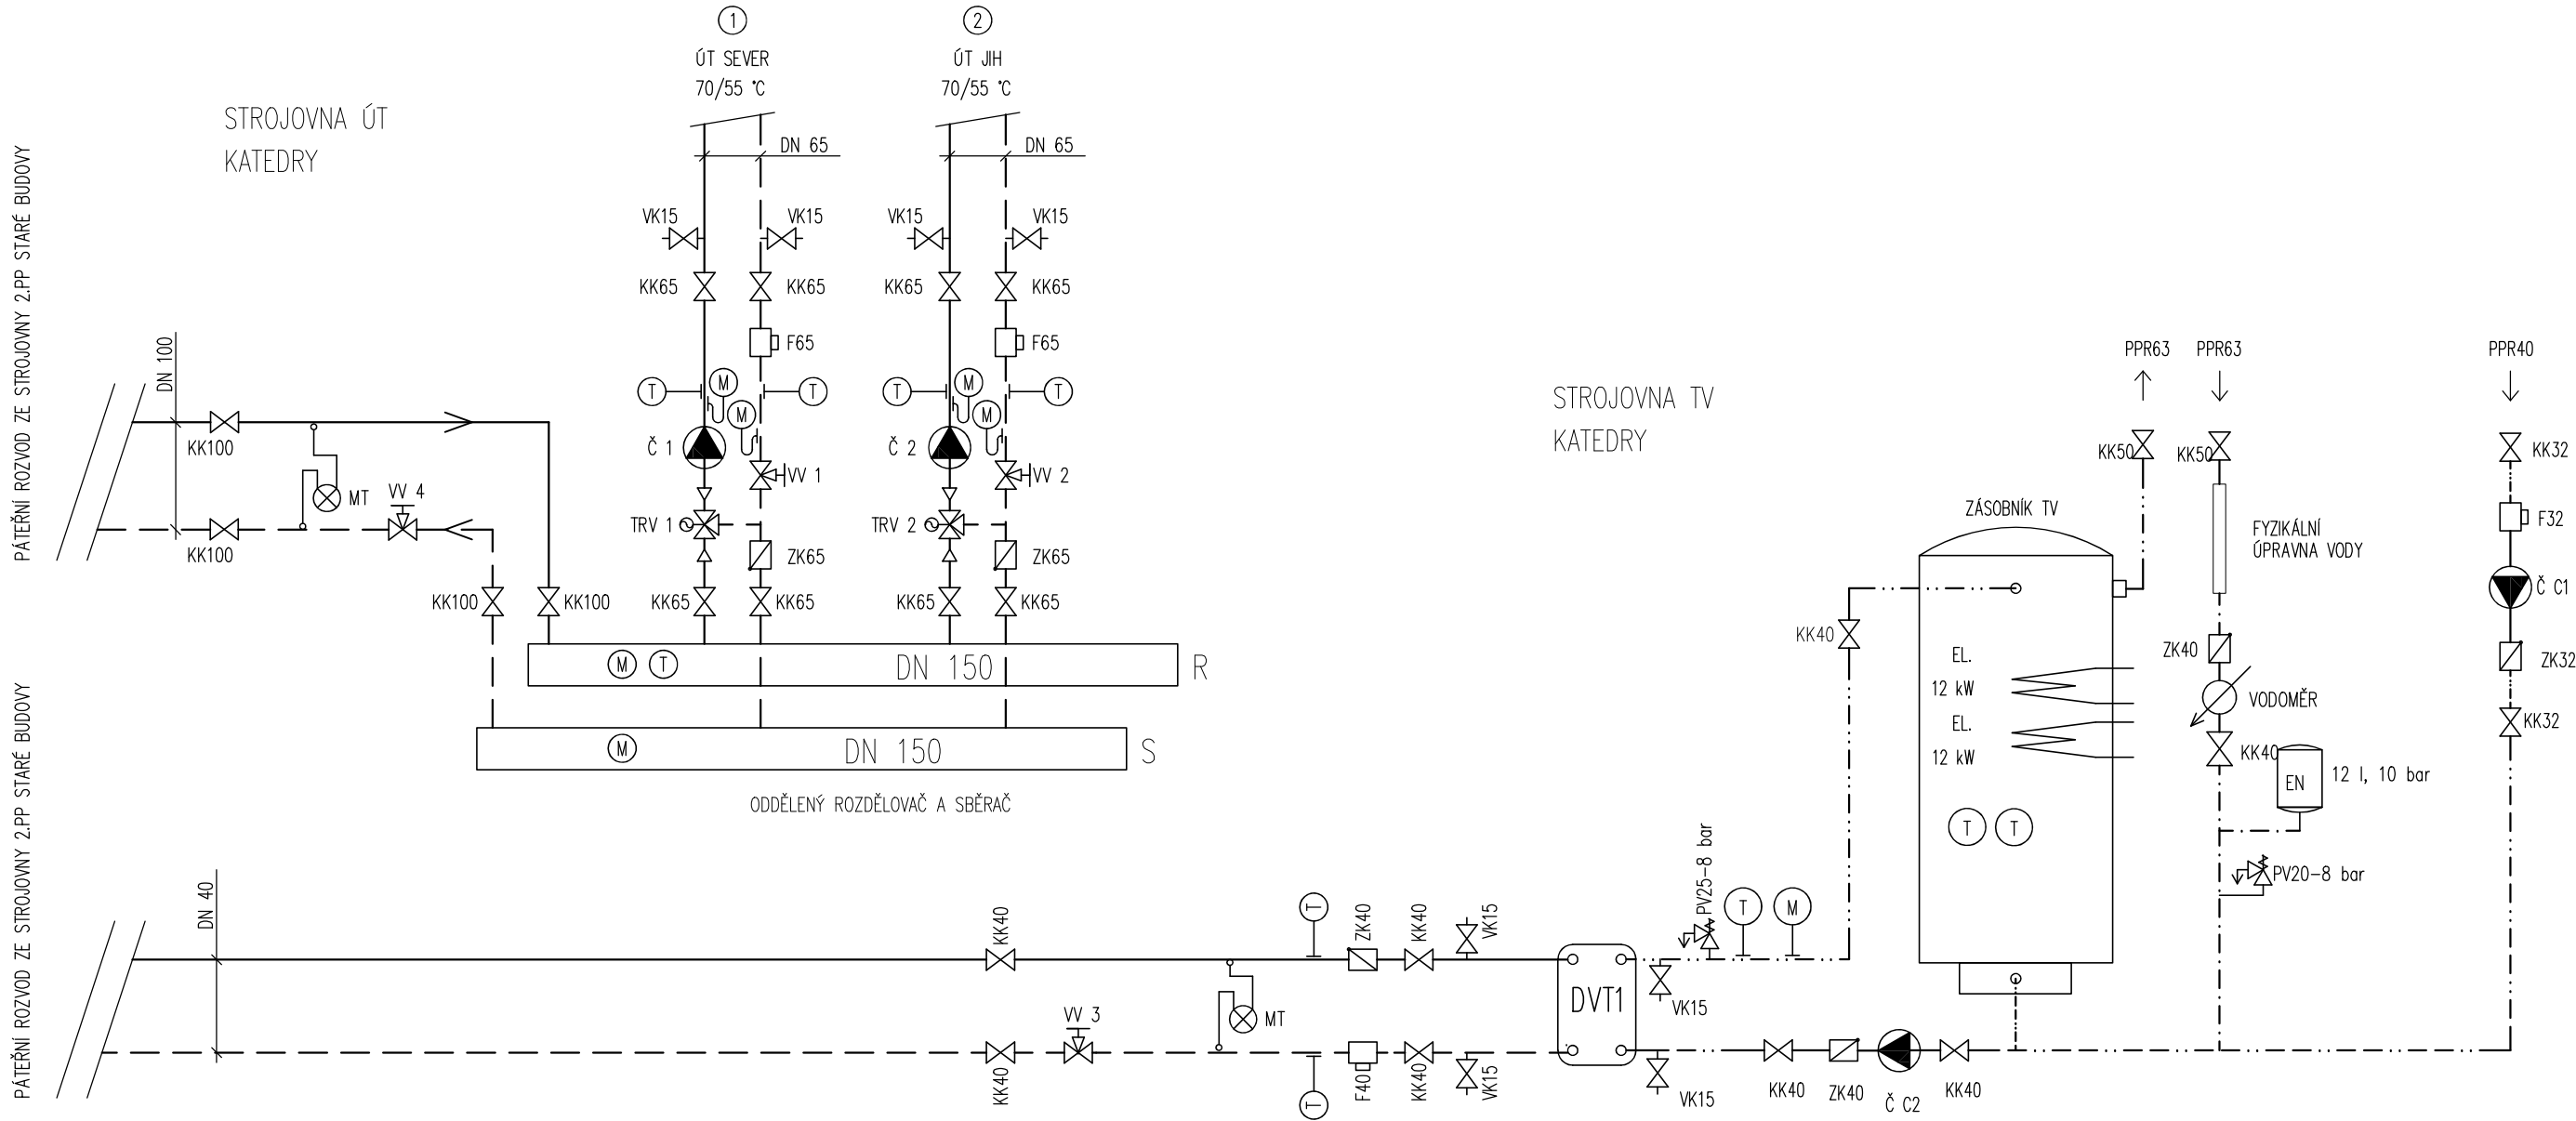 1
2
ÚT SEVER
70/55 °C
ÚT JIH
70/55 °C
STROJOVNA ÚT
KATEDRY
DN 65
DN 65
PÁTEŘNÍ ROZVOD ZE STROJOVNY 2.PP STARÉ BUDOVY
VK15
VK15
VK15
VK15
KK65
KK65
KK65
KK65
DN 100
F65
F65
T
M
T
T
M
T
M
M
KK100
Č 1
Č 2
MT
VV 4
VV 1
VV 2
TRV 1
TRV 2
KK100
ZK65
ZK65
KK100
KK100
KK65
KK65
KK65
KK65
M
T
DN 150
R
M
DN 150
S
ODDĚLENÝ ROZDĚLOVAČ A SBĚRAČ
STROJOVNA TV
KATEDRY
PPR63
PPR63
PPR40
KK50
KK50
KK32
ZÁSOBNÍK TV
FYZIKÁLNÍ
ÚPRAVNA VODY
F32
Č C1
KK40
ZK40
ZK32
EL.
12 kW
VODOMĚR
EL.
12 kW
KK32
KK40
EN
12 l, 10 bar
T
T
PV20-8 bar
PÁTEŘNÍ ROZVOD ZE STROJOVNY 2.PP STARÉ BUDOVY
DN 40
KK40
T
ZK40
KK40
VK15
PV25-8 bar
T
M
MT
DVT1
VK15
VV 3
KK40
T
F40
KK40
VK15
VK15
KK40
ZK40
Č C2
KK40